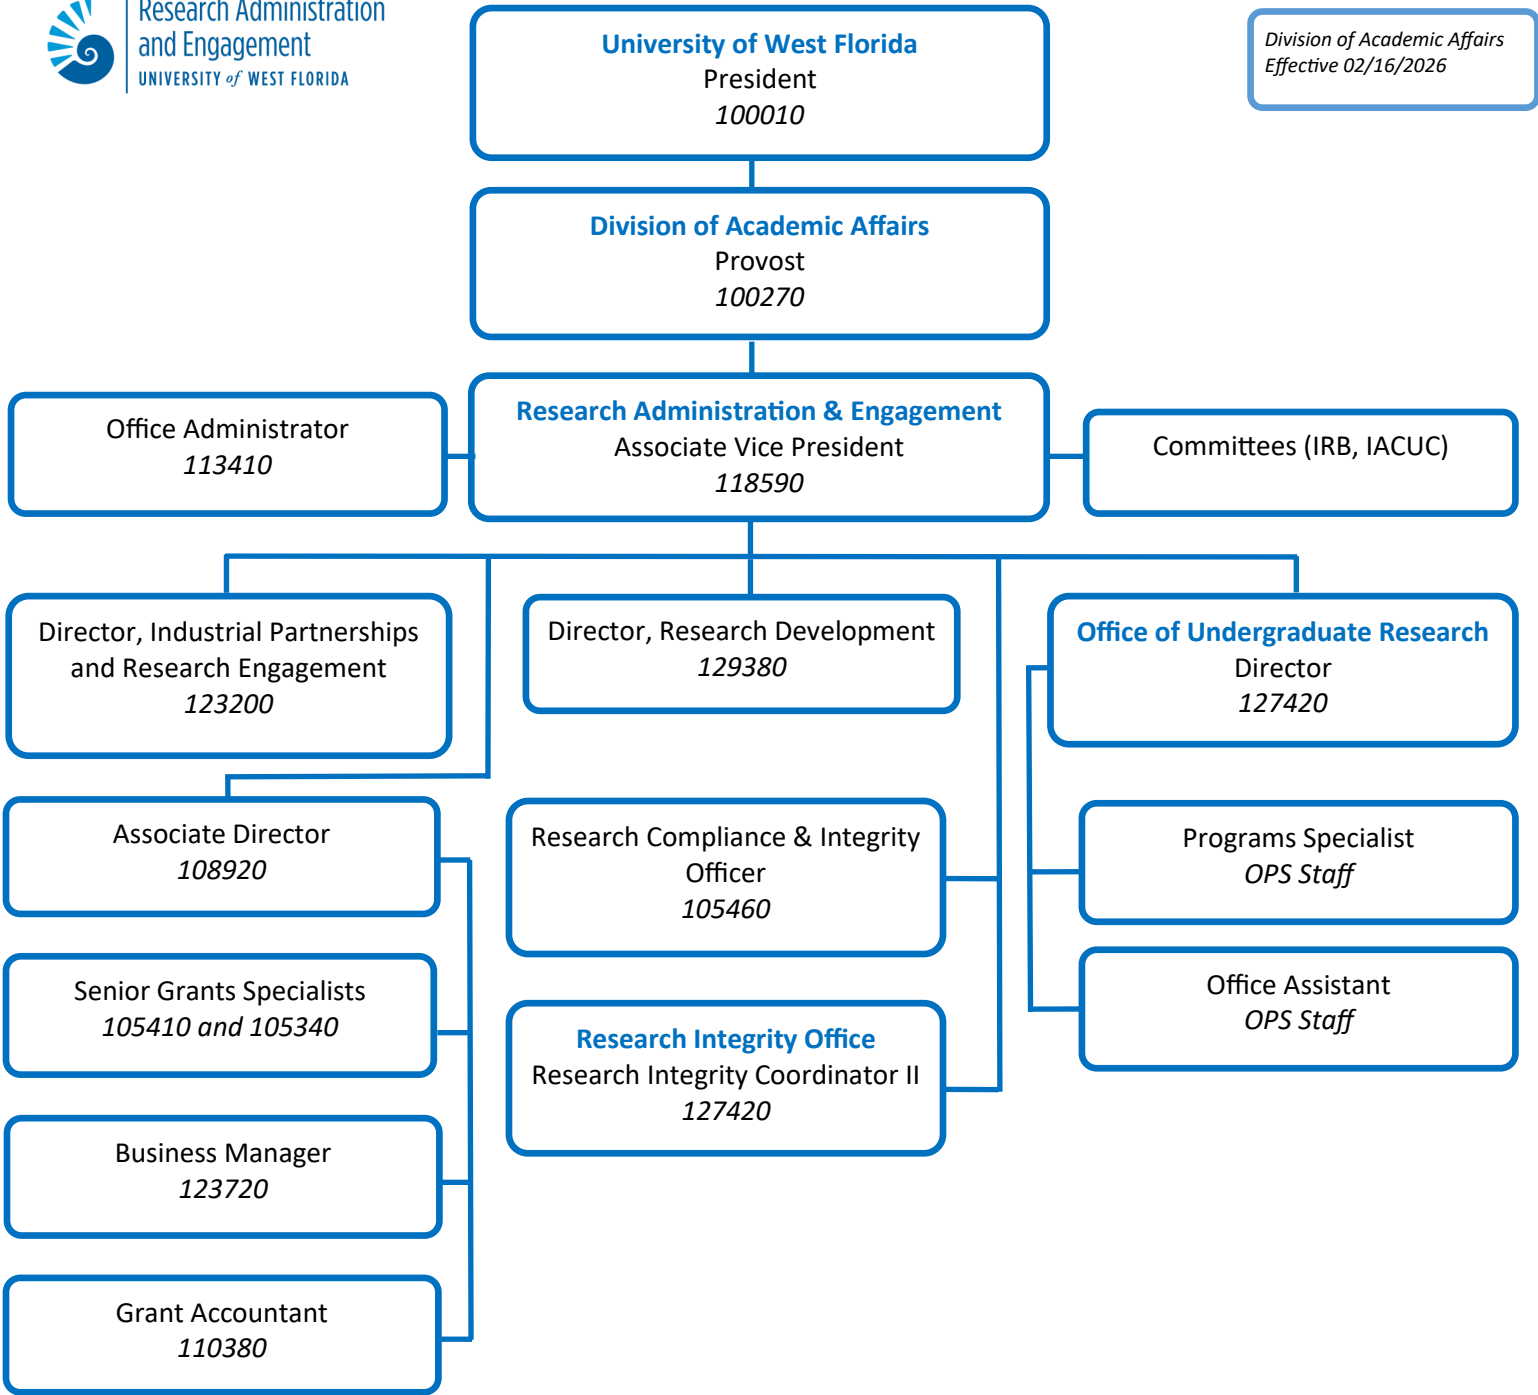 Research Administration
and Engagement
UNIVERSITY of WEST FLORIDA
University of West Florida
President
100010
Division of Academic Affairs
Effective 02/16/2026
Division of Academic Affairs
Provost
100270
Office Administrator
113410
Research Administration & Engagement
Associate Vice President
118590
Committees (IRB, IACUC)
Director, Industrial Partnerships
and Research Engagement
123200
Director, Research Development
129380
Office of Undergraduate Research
Director
127420
Associate Director
108920
Research Compliance & Integrity
Officer
105460
Programs Specialist
OPS Staff
Senior Grants Specialists
105410 and 105340
Research Integrity Office
Research Integrity Coordinator II
127420
Office Assistant
OPS Staff
Business Manager
123720
Grant Accountant
110380